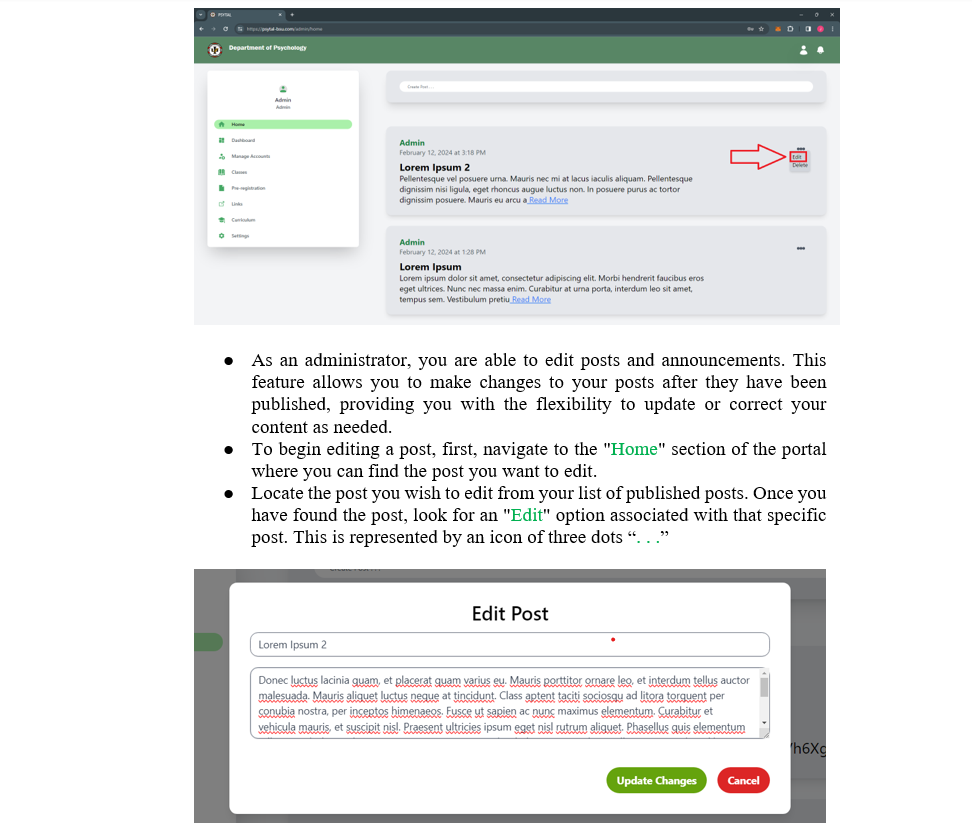 PSYTAL
https://psytal-bsu.com/admin/home
Department of Psychology
Admin
Admin
Home
Dashboard
Manage Accounts
Classes
Pre-registration
Links
Curriculum
Settings
Create Post . . .
Admin
February 12, 2024 at 3:18 PM
Lorem Ipsum 2
Pellentesque vel posuere urna. Mauris nec mi at lacus iaculis aliquam. Pellentesque
dignissim nisi ligula, eget rhoncus augue luctus non. In posuere purus ac tortor
dignissim posuere. Mauris eu arcu a Read More
Edit
Delete
Admin
February 12, 2024 at 1:28 PM
Lorem Ipsum
Lorem ipsum dolor sit amet, consectetur adipiscing elit. Morbi hendrerit faucibus eros
eget ultrices. Nunc nec massa enim. Curabitur at urna porta, interdum leo sit amet,
tempus sem. Vestibulum pretiu Read More
● As an administrator, you are able to edit posts and announcements. This
feature allows you to make changes to your posts after they have been
published, providing you with the flexibility to update or correct your
content as needed.
● To begin editing a post, first, navigate to the "Home" section of the portal
where you can find the post you want to edit.
● Locate the post you wish to edit from your list of published posts. Once you
have found the post, look for an "Edit" option associated with that specific
post. This is represented by an icon of three dots “. . .”
Edit Post
Lorem Ipsum 2
Donec luctus lacinia quam, et placerat quam varius eu. Mauris porttitor ornare leo, et interdum tellus auctor
malesuada. Mauris aliquet luctus neque at tincidunt. Class aptent taciti sociosqu ad litora torquent per
conubia nostra, per inceptos himenaeos. Fusce ut sapien ac nunc maximus elementum. Curabitur et
vehicula mauris, et suscipit nisl. Praesent ultricies ipsum eget nisl rutrum aliquet. Phasellus quis elementum
/h6Xg
Update Changes
Cancel